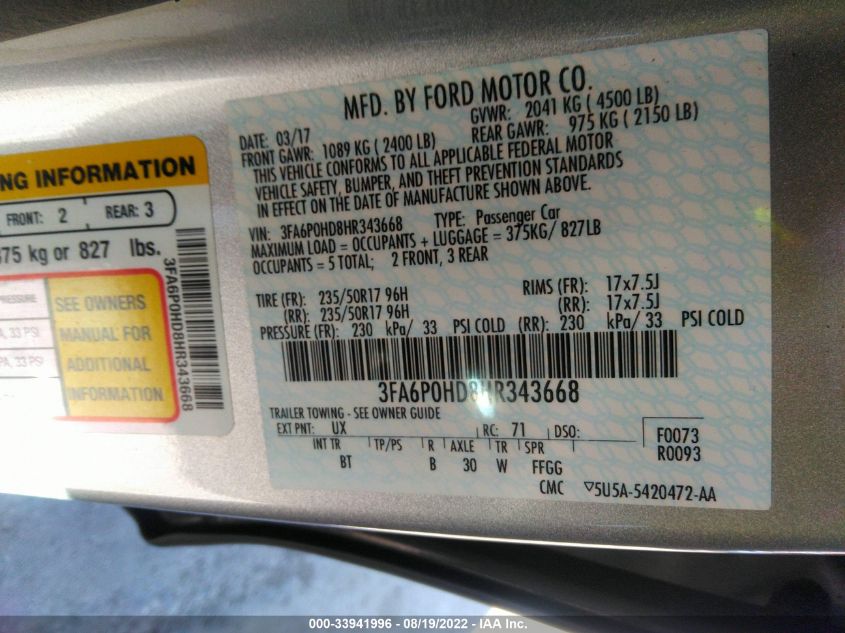 NG INFORMATION
FRONT: 2 REAR: 3
375 kg or 827 lbs.
PRESSURE
33 PSI
PA, 33 PSI
SEE OWNERS
MANUAL FOR
ADDITIONAL
INFORMATION
3FA6P0HD8HR343668
MFD. BY FORD MOTOR CO.
DATE: 03/17 GVWR: 2041 KG ( 4500 LB)
FRONT GAWR: 1089 KG ( 2400 LB) REAR GAWR: 975 KG ( 2150 LB)
THIS VEHICLE CONFORMS TO ALL APPLICABLE FEDERAL MOTOR
VEHICLE SAFETY, BUMPER, AND THEFT PREVENTION STANDARDS
IN EFFECT ON THE DATE OF MANUFACTURE SHOWN ABOVE.
VIN: 3FA6P0HD8HR343668 TYPE: Passenger Car
MAXIMUM LOAD = OCCUPANTS + LUGGAGE = 375KG/ 827LB
OCCUPANTS = 5 TOTAL; 2 FRONT, 3 REAR
TIRE (FR): 235/50R17 96H RIMS (FR): 17x7.5J
(RR): 235/50R17 96H (RR): 17x7.5J
PRESSURE (FR): 230 kPa/ 33 PSI COLD (RR): 230 kPa/ 33 PSI COLD
3FA6P0HD8HR343668
TRAILER TOWING - SEE OWNER GUIDE
EXT PNT: UX RC: 71 DSO: F0073
R0093
INT TR TP/PS R AXLE TR SPR
BT B 30 W FFGG
CMC ▽5U5A-5420472-AA
000-33941996 - 08/19/2022 - IAA Inc.